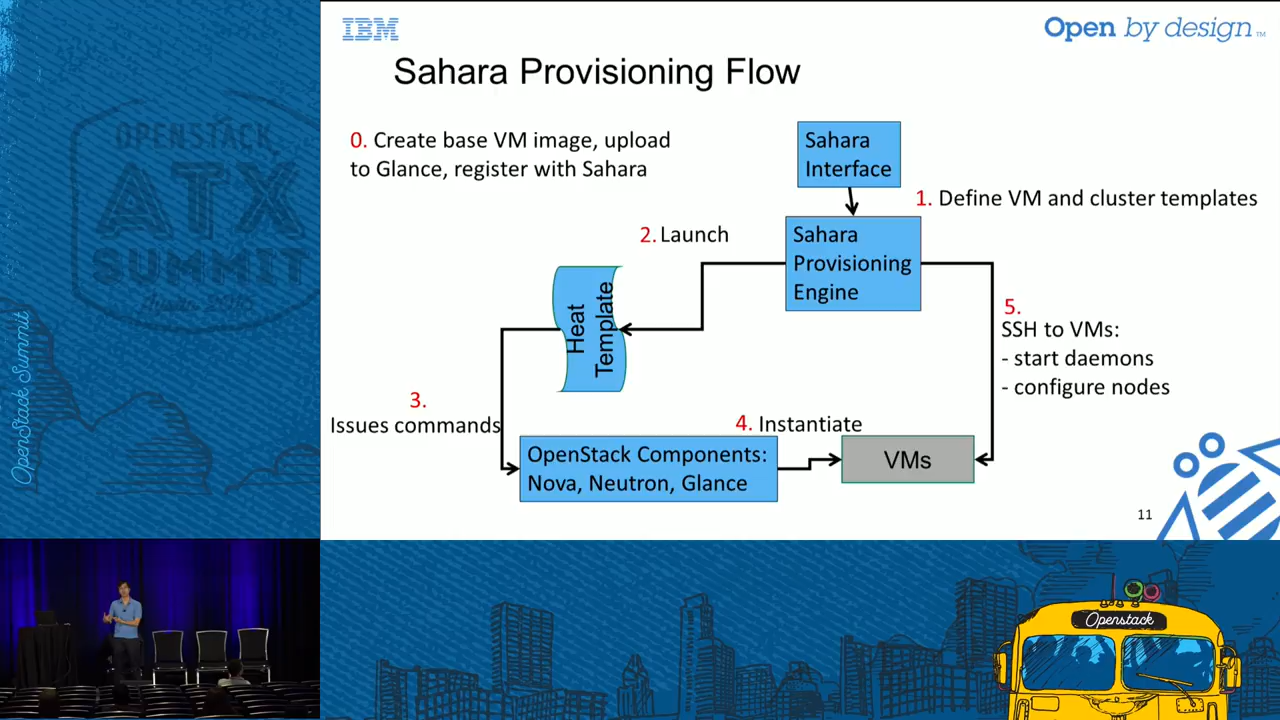 IBM
Open by design™
Sahara Provisioning Flow
0. Create base VM image, upload
to Glance, register with Sahara
Sahara
Interface
1. Define VM and cluster templates
2. Launch
Sahara
Provisioning
Engine
Heat
Template
5.
SSH to VMs:
- start daemons
- configure nodes
3.
Issues commands
4. Instantiate
OpenStack Components:
Nova, Neutron, Glance
VMs
11
OPENSTACK
ATX
SUMMIT
OpenStack Summit
Openstack